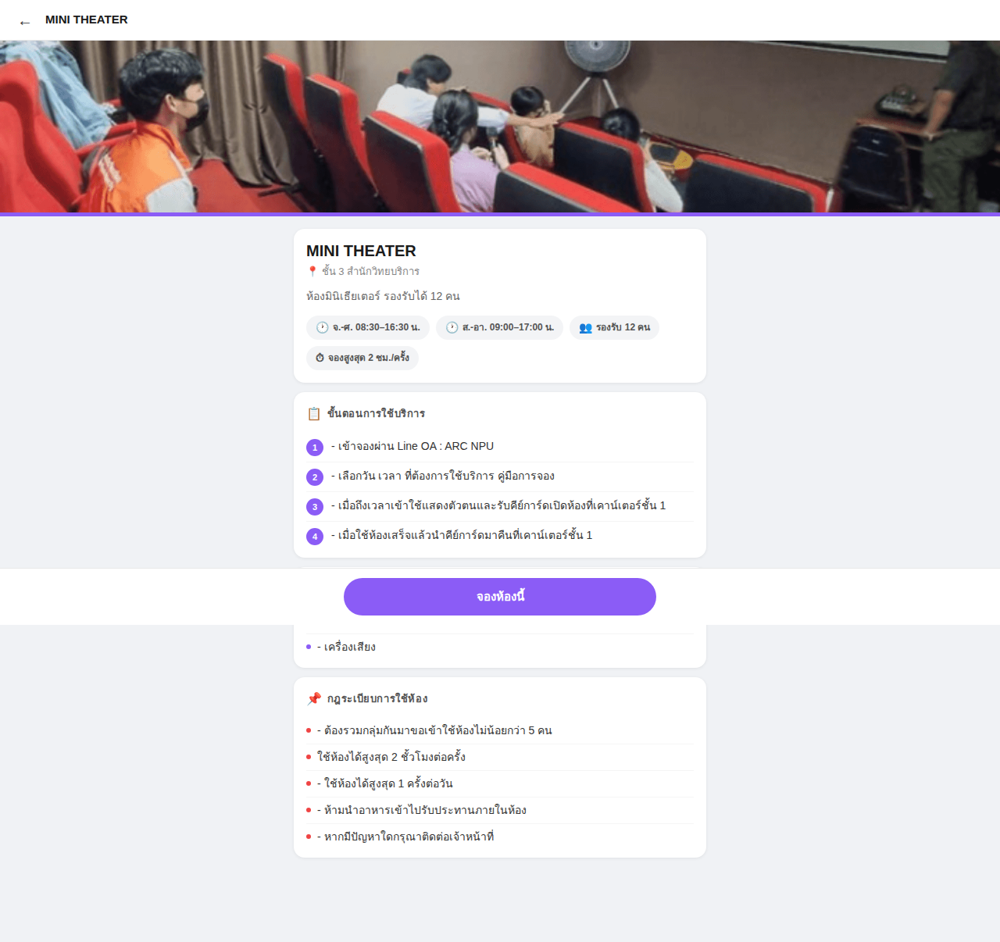 ← MINI THEATER
MINI THEATER
📍 ชั้น 3 สำนักวิทยบริการ
ห้องมินิเธียเตอร์ รองรับได้ 12 คน
🕐 จ.-ศ. 08:30–16:30 น.
🕐 ส.-อา. 09:00–17:00 น.
👥 รองรับ 12 คน
⏱ จองสูงสุด 2 ชม./ครั้ง
📋 ขั้นตอนการใช้บริการ
1 - เข้าจองผ่าน Line OA : ARC NPU
2 - เลือกวัน เวลา ที่ต้องการใช้บริการ คู่มือการจอง
3 - เมื่อถึงเวลาเข้าใช้แสดงตัวตนและรับคีย์การ์ดเปิดห้องที่เคาน์เตอร์ชั้น 1
4 - เมื่อใช้ห้องเสร็จแล้วนำคีย์การ์ดมาคืนที่เคาน์เตอร์ชั้น 1
จองห้องนี้
- เครื่องเสียง
📌 กฎระเบียบการใช้ห้อง
- ต้องรวมกลุ่มกันมาขอเข้าใช้ห้องไม่น้อยกว่า 5 คน
ใช้ห้องได้สูงสุด 2 ชั่วโมงต่อครั้ง
- ใช้ห้องได้สูงสุด 1 ครั้งต่อวัน
- ห้ามนำอาหารเข้าไปรับประทานภายในห้อง
- หากมีปัญหาใดกรุณาติดต่อเจ้าหน้าที่